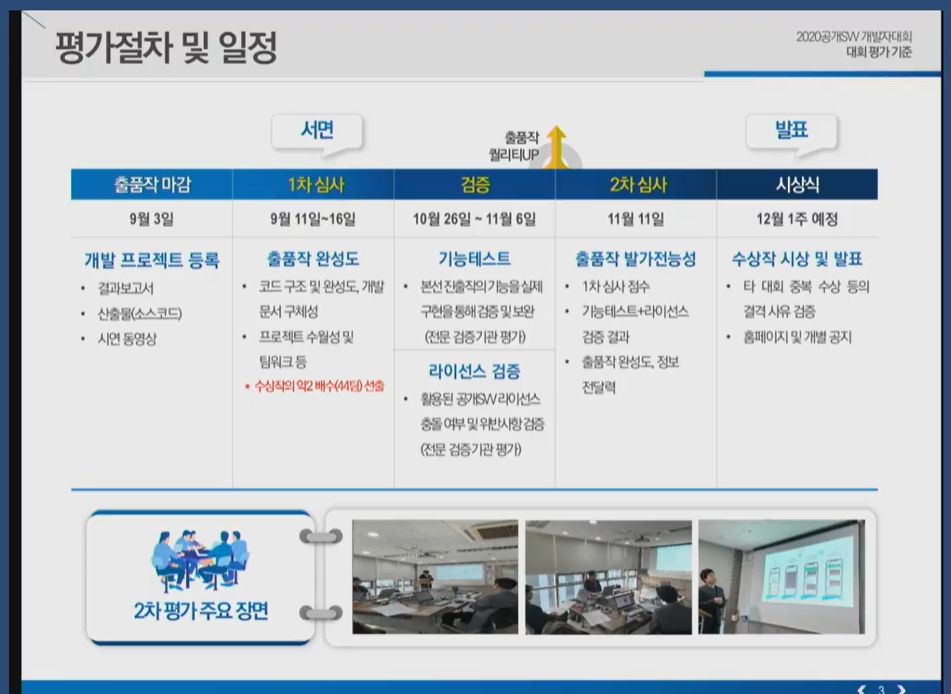 평가절차 및 일정
2020공개SW 개발자대회
대회 평가 기준
서면
출품작
퀄리티UP
발표
출품작 마감
1차 심사
검증
2차 심사
시상식
9월 3일
9월 11일~16일
10월 26일 ~ 11월 6일
11월 11일
12월 1주 예정
개발 프로젝트 등록
• 결과보고서
• 산출물(소스코드)
• 시연 동영상
출품작 완성도
• 코드 구조 및 완성도, 개발
문서 구체성
• 프로젝트 수월성 및
팀워크 등
* 수상작의 약2 배수(44팀) 선출
기능테스트
• 본선 진출작의 기능을 실제
구현을 통해 검증 및 보완
(전문 검증기관 평가)
라이선스 검증
• 활용된 공개SW 라이선스
충돌 여부 및 위반사항 검증
(전문 검증기관 평가)
출품작 발가전능성
• 1차 심사 점수
• 기능테스트+라이선스
검증 결과
• 출품작 완성도, 정보
전달력
수상작 시상 및 발표
• 타 대회 중복 수상 등의
결격 사유 검증
• 홈페이지 및 개별 공지
2차 평가 주요 장면
3